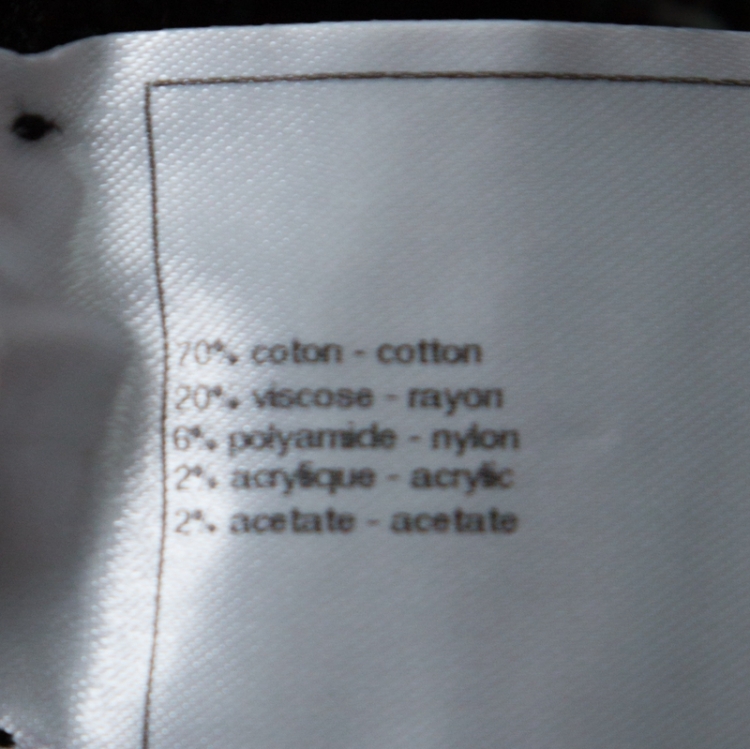 70% coton - cotton
20% viscose - rayon
6% polyamide - nylon
2% acrylique - acrylic
2% acetate - acetate